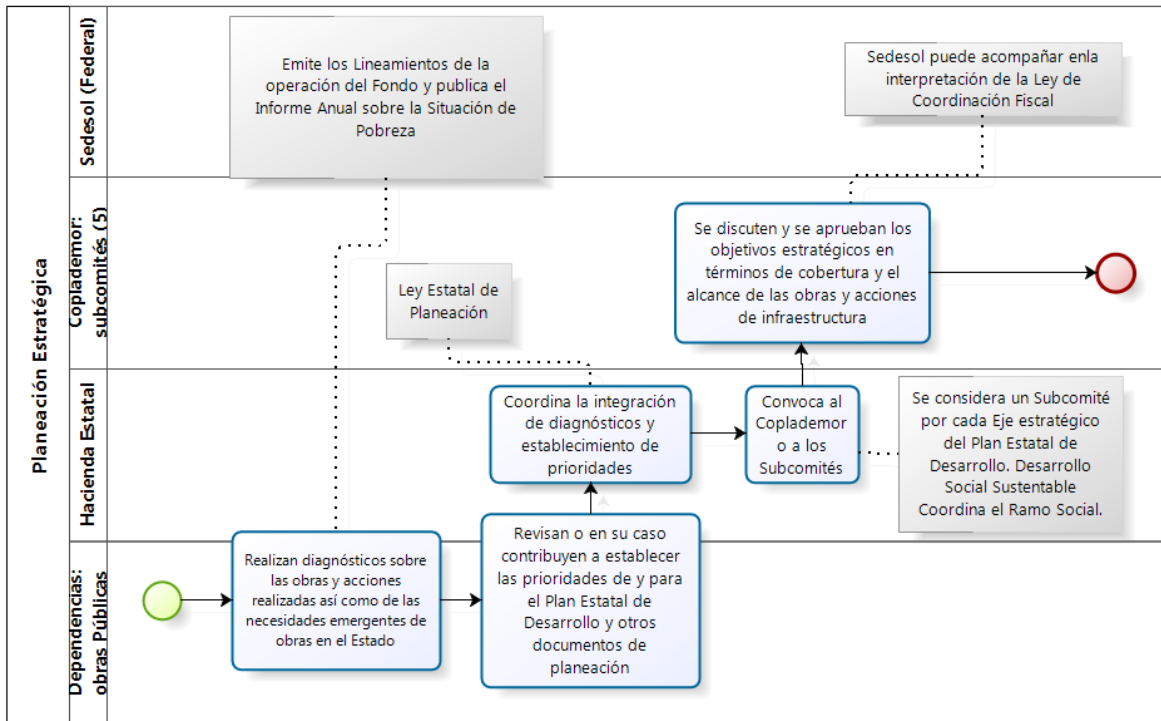 Planeación Estratégica
Sedesol (Federal)
Emite los Lineamientos de la
operación del Fondo y publica el
Informe Anual sobre la Situación de
Pobreza
Sedesol puede acompañar enla
interpretación de la Ley de
Coordinación Fiscal
Coplademor:
subcomités (5)
Se discuten y se aprueban los
objetivos estratégicos en
términos de cobertura y el
alcance de las obras y acciones
de infraestructura
Ley Estatal de
Planeación
Hacienda Estatal
Coordina la integración
de diagnósticos y
establecimiento de
prioridades
Convoca al
Coplademor
o a los
Subcomités
Se considera un Subcomité
por cada Eje estratégico
del Plan Estatal de
Desarrollo. Desarrollo
Social Sustentable
Coordina el Ramo Social.
Dependencias:
obras Públicas
Realizan diagnósticos sobre
las obras y acciones
realizadas así como de las
necesidades emergentes de
obras en el Estado
Revisan o en su caso
contribuyen a establecer
las prioridades de y para
el Plan Estatal de
Desarrollo y otros
documentos de
planeación